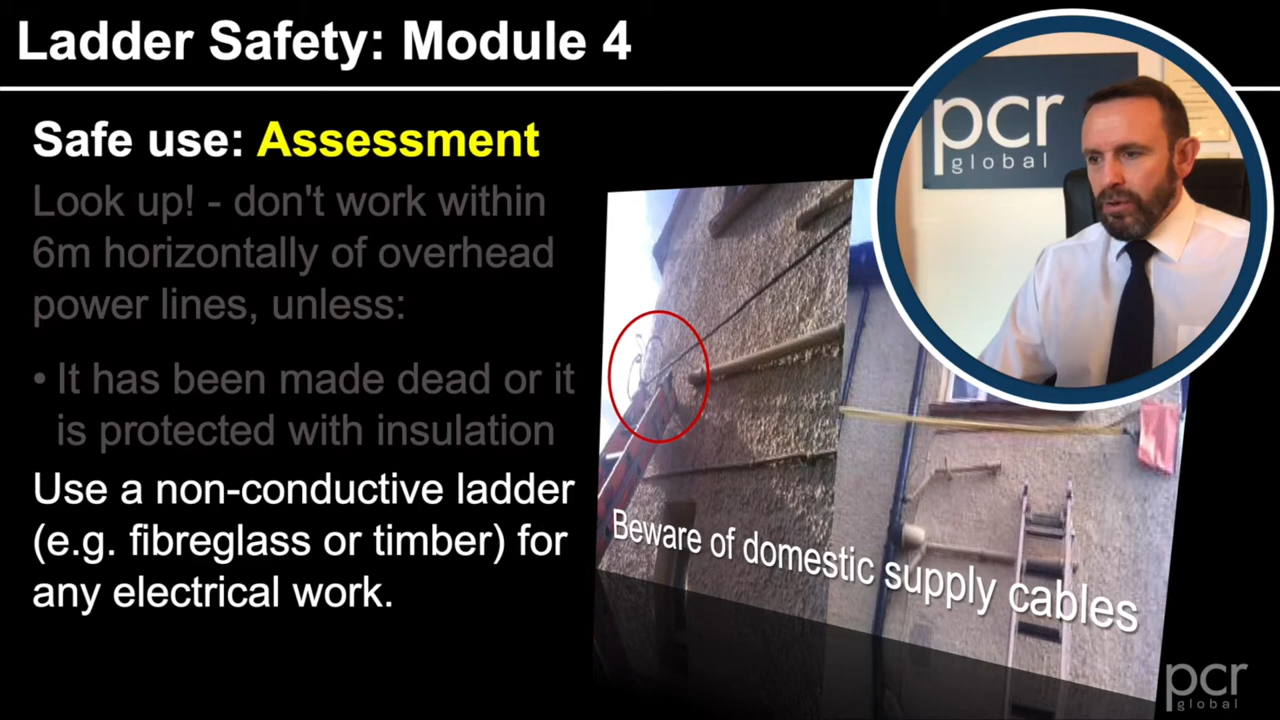 Ladder Safety: Module 4
Safe use: Assessment
Look up! - don't work within
6m horizontally of overhead
power lines, unless:
• It has been made dead or it
is protected with insulation
Use a non-conductive ladder
(e.g. fibreglass or timber) for
any electrical work.
Beware of domestic supply cables
pcr
global
pcr
global